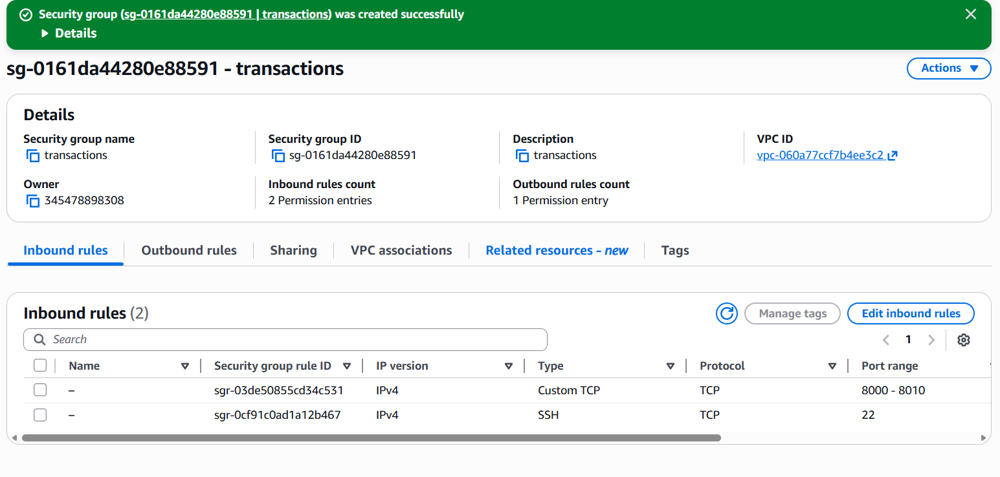 Security group (sg-0161da44280e88591 | transactions) was created successfully
Details
sg-0161da44280e88591 - transactions
Actions
Details
Security group name
transactions
Security group ID
sg-0161da44280e88591
Description
transactions
VPC ID
vpc-060a77ccf7b4ee3c2
Owner
345478898308
Inbound rules count
2 Permission entries
Outbound rules count
1 Permission entry
Inbound rules Outbound rules Sharing VPC associations Related resources - new Tags
Inbound rules (2)
Manage tags
Edit inbound rules
Search
1
Name Security group rule ID IP version Type Protocol Port range
– sgr-03de50855cd34c531 IPv4 Custom TCP TCP 8000 - 8010
– sgr-0cf91c0ad1a12b467 IPv4 SSH TCP 22